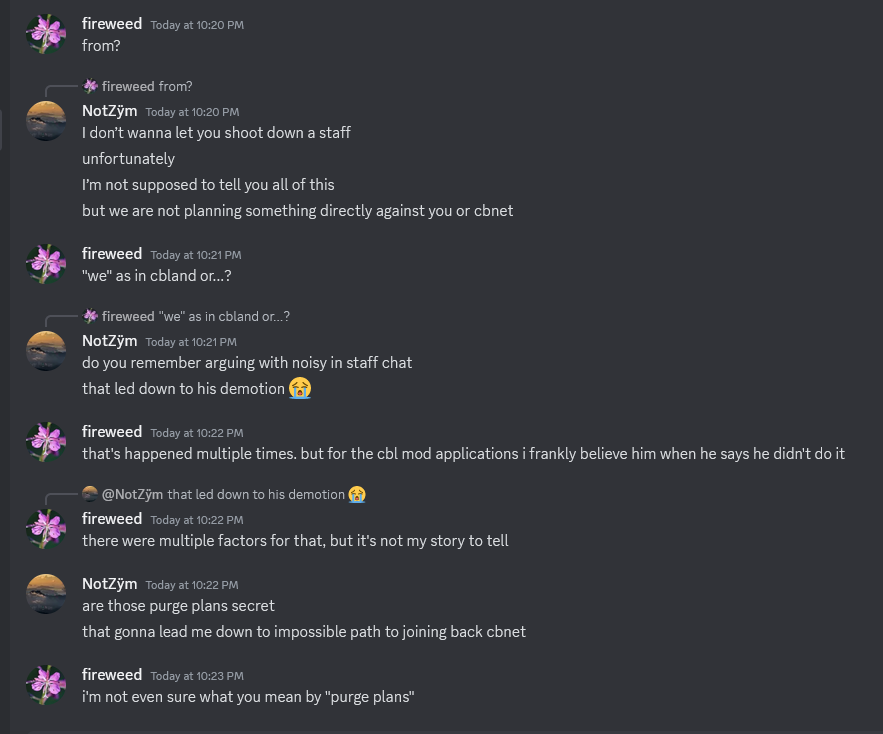 fireweed Today at 10:20 PM
from?
fireweed from?
NotZÿm Today at 10:20 PM
I don't wanna let you shoot down a staff
unfortunately
I'm not supposed to tell you all of this
but we are not planning something directly against you or cbnet
fireweed Today at 10:21 PM
"we" as in cbland or...?
fireweed "we" as in cbland or...?
NotZÿm Today at 10:21 PM
do you remember arguing with noisy in staff chat
that led down to his demotion 😭
fireweed Today at 10:22 PM
that's happened multiple times. but for the cbl mod applications i frankly believe him when he says he didn't do it
@NotZÿm that led down to his demotion 😭
fireweed Today at 10:22 PM
there were multiple factors for that, but it's not my story to tell
NotZÿm Today at 10:22 PM
are those purge plans secret
that gonna lead me down to impossible path to joining back cbnet
fireweed Today at 10:23 PM
i'm not even sure what you mean by "purge plans"